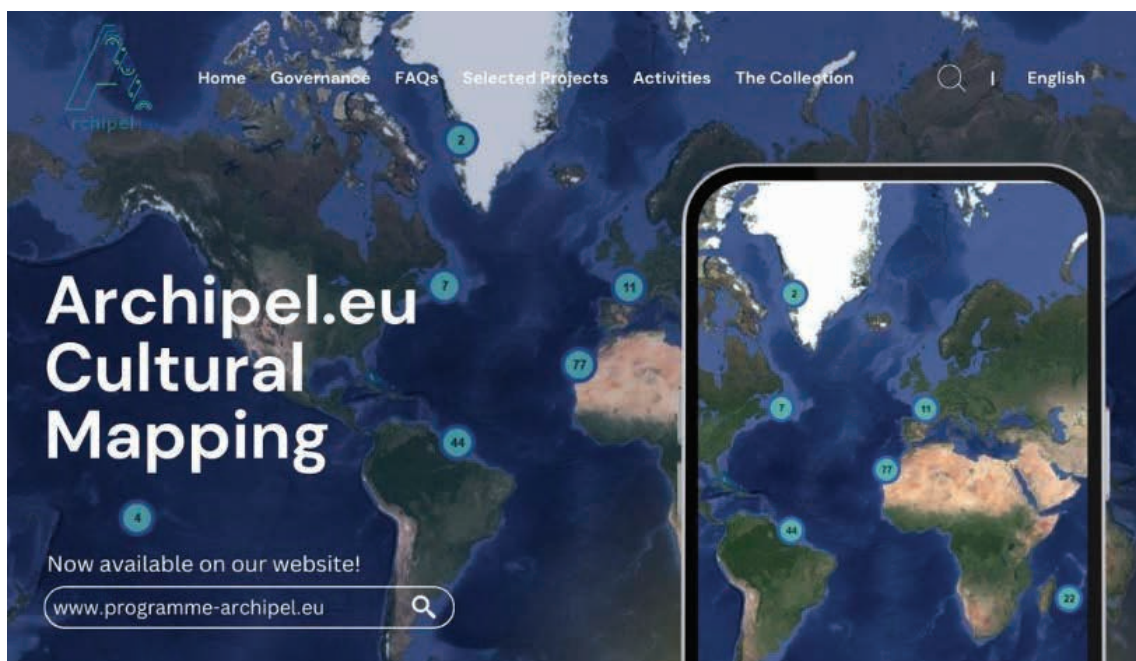 Home Governance FAQs Selected Projects Activities The Collection | English
Archipel
2
7
11
77
44
4
Archipel.eu
Cultural
Mapping
Now available on our website!
www.programme-archipel.eu
2
7
11
77
44
22